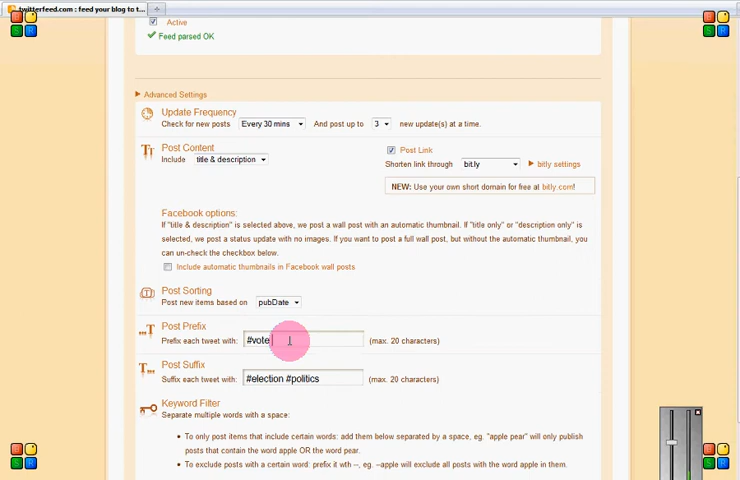 twitterfeed.com : feed your blog to t...
Active
Feed parsed OK
Advanced Settings
Update Frequency
Check for new posts Every 30 mins And post up to 3 new update(s) at a time.
Post Content
Include title & description
Post Link
Shorten link through bit.ly bitly settings
NEW: Use your own short domain for free at bitly.com!
Facebook options:
If "title & description" is selected above, we post a wall post with an automatic thumbnail. If "title only" or "description only" is
selected, we post a status update with no images. If you want to post a full wall post, but without the automatic thumbnail, you
can un-check the checkbox below.
Include automatic thumbnails in Facebook wall posts
Post Sorting
Post new items based on pubDate
Post Prefix
Prefix each tweet with: #vote (max. 20 characters)
Post Suffix
Suffix each tweet with: #election #politics (max. 20 characters)
Keyword Filter
Separate multiple words with a space:
To only post items that include certain words: add them below separated by a space, eg. "apple pear" will only publish
posts that contain the word apple OR the word pear.
To exclude posts with a certain word: prefix it wth --, eg. --apple will exclude all posts with the word apple in them.